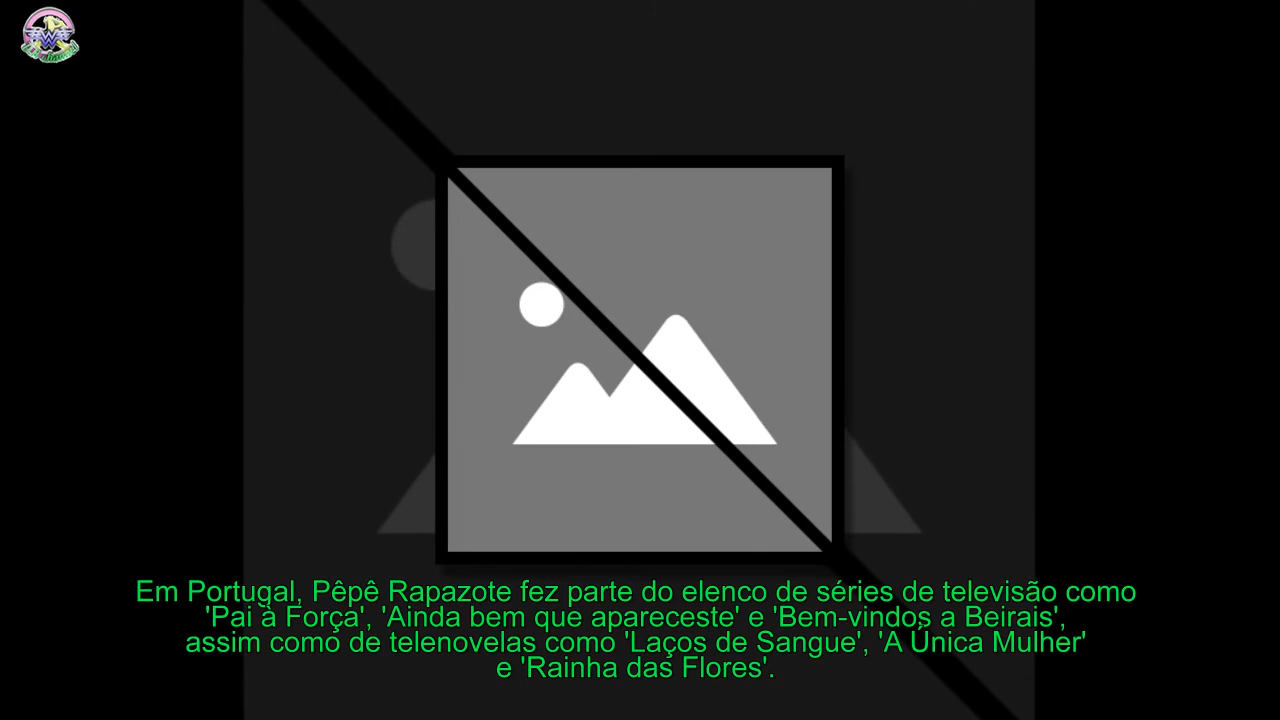 Em Portugal, Pêpê Rapazote fez parte do elenco de séries de televisão como
'Pai à Força', 'Ainda bem que apareceste' e 'Bem-vindos a Beirais',
assim como de telenovelas como 'Laços de Sangue', 'A Única Mulher'
e 'Rainha das Flores'.